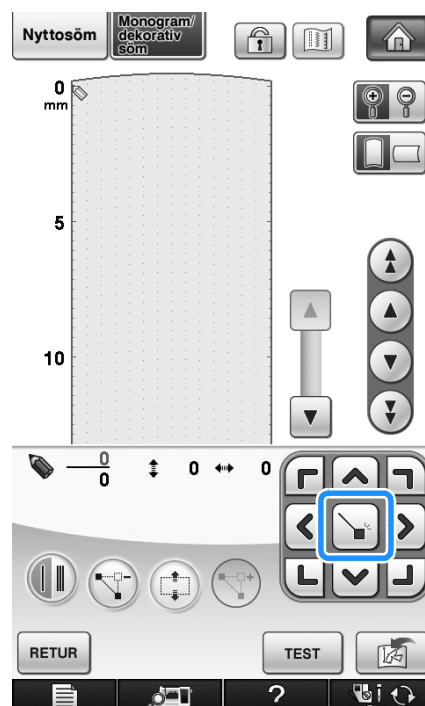 Nyttosöm
Monogram/
dekorativ
söm
0
mm
5
10
0
0
0
0
RETUR
TEST
?